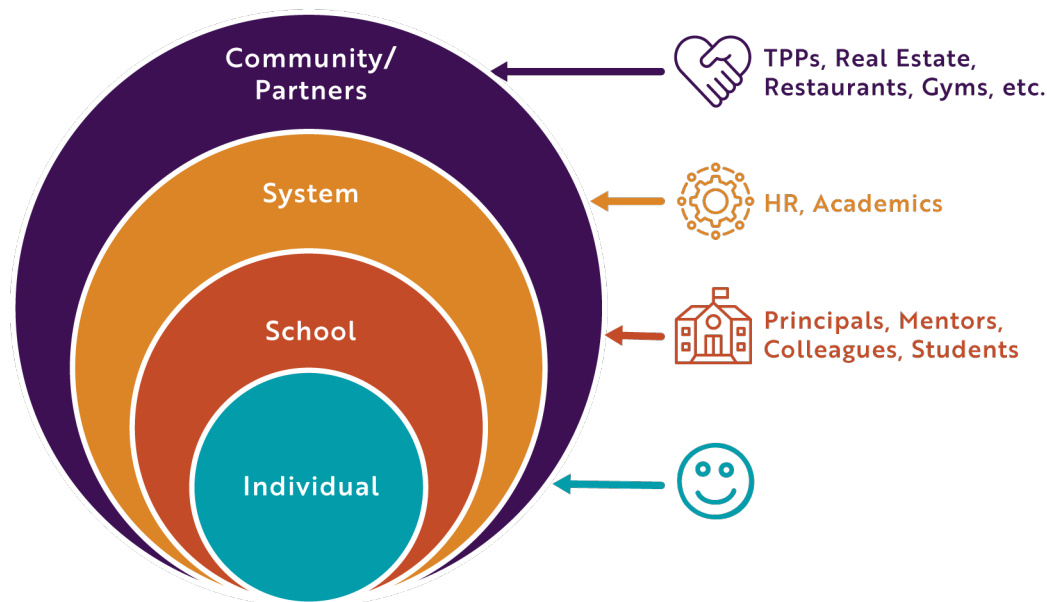 Community/
Partners
TPPs, Real Estate,
Restaurants, Gyms, etc.
System
HR, Academics
School
Principals, Mentors,
Colleagues, Students
Individual